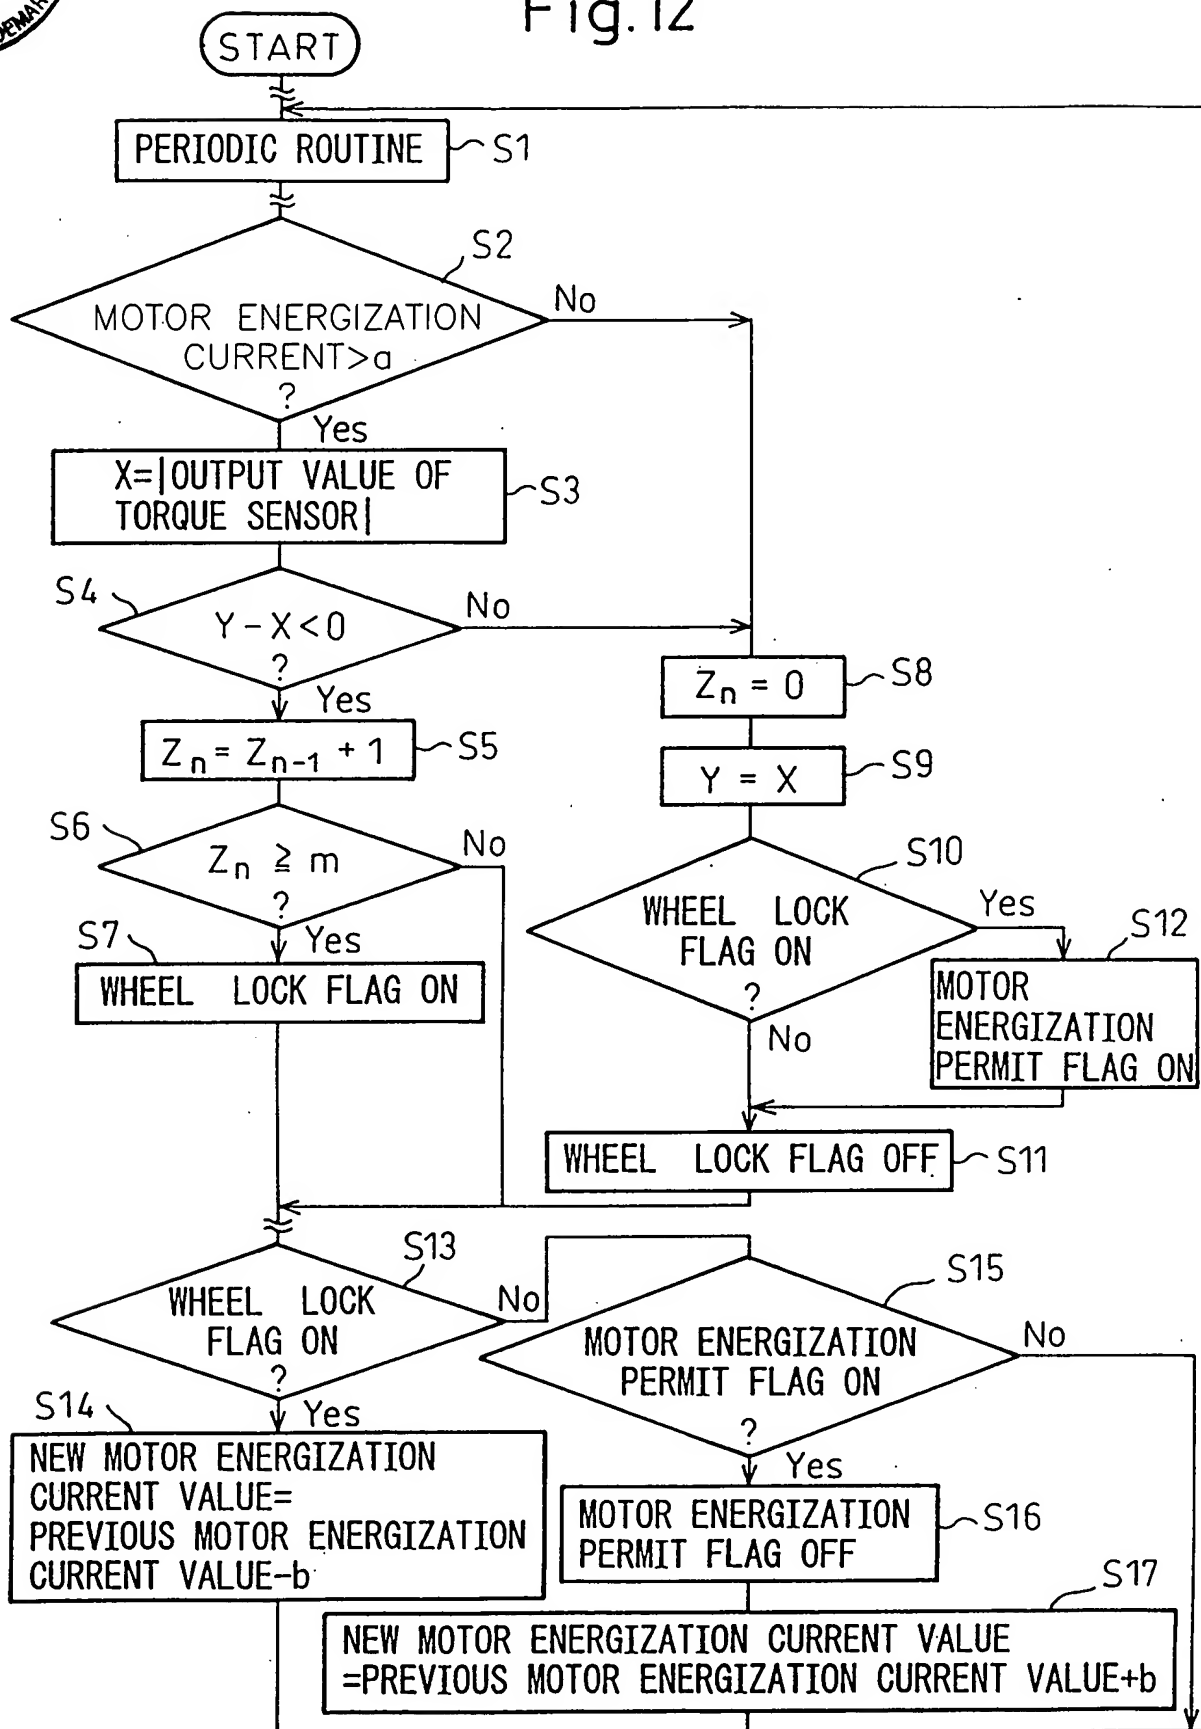 DEMAR
Fig.12
START
PERIODIC ROUTINE
S1
S2
MOTOR ENERGIZATION
CURRENT>a
?
No
Yes
X=|OUTPUT VALUE OF
TORQUE SENSOR|
S3
S4
Y-X<0
?
No
Yes
Zn = Zn-1 + 1
S5
S6
Zn ≧ m
?
No
Yes
S7
WHEEL LOCK FLAG ON
Zn = 0
S8
Y = X
S9
S10
WHEEL LOCK
FLAG ON
?
Yes
No
S12
MOTOR
ENERGIZATION
PERMIT FLAG ON
WHEEL LOCK FLAG OFF
S11
S13
WHEEL LOCK
FLAG ON
?
No
Yes
S14
NEW MOTOR ENERGIZATION
CURRENT VALUE=
PREVIOUS MOTOR ENERGIZATION
CURRENT VALUE-b
S15
MOTOR ENERGIZATION
PERMIT FLAG ON
?
No
Yes
MOTOR ENERGIZATION
PERMIT FLAG OFF
S16
S17
NEW MOTOR ENERGIZATION CURRENT VALUE
=PREVIOUS MOTOR ENERGIZATION CURRENT VALUE+b